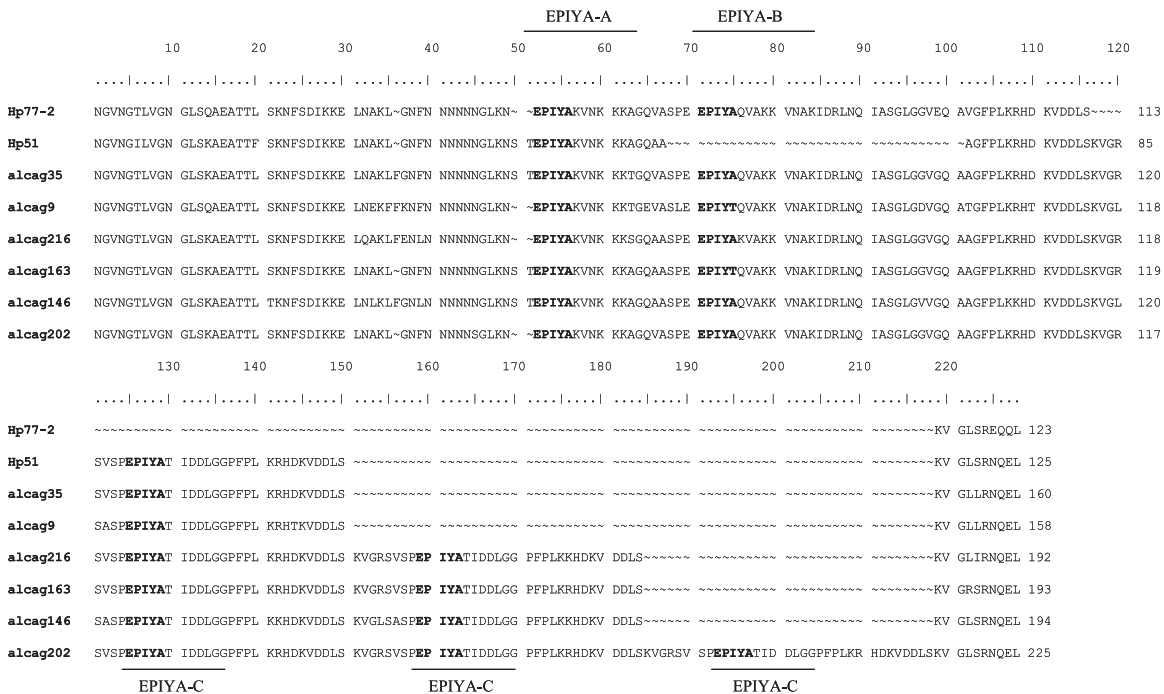 EPIYA-A EPIYA-B
10 20 30 40 50 60 70 80 90 100 110 120
....|....| ....|....| ....|....| ....|....| ....|....| ....|....| ....|....| ....|....| ....|....| ....|....| ....|....| ....|....|
Hp77-2 NGVNGTLVGN GLSQAEATTL SKNFSDIKKE LNAKL~GNFN NNNNNGLKN~ ~EPIYAKVNK KKAGQVASPE EPIYAQVAKK VNAKIDRLNQ IASGLGGVEQ AVGFPLKRHD KVDDLS~~~~ 113
Hp51 NGVNGILVGN GLSKAEATTF SKNFSDIKKE LNAKL~GNFN NNNNNGLKNS TEPIYAKVNK KKAGQAA~~~ ~~~~~~~~~~ ~~~~~~~~~~ ~~~~~~~~~~ ~AGFPLKRHD KVDDLSKVGR 85
alcag35 NGVNGTLVGN GLSKAEATTL SKNFSDIKKE LNAKLFGNFN NNNNNGLKNS TEPIYAKVNK KKTGQVASPE EPIYAQVAKK VNAKIDRLNQ IASGLGGVGQ AAGFPLKRHD KVDDLSKVGR 120
alcag9 NGVNGTLVGN GLSQAEATTL SKNFSDIKKE LNEKFFKNFN NNNNNGLKN~ ~EPIYAKVNK KKTGEVASLE EPIYTQVAKK VNAKIDRLNQ IASGLGDVGQ ATGFPLKRHT KVDDLSKVGL 118
alcag216 NGVNGTLVGN GLSKAEATTL SKNFSDIKKE LQAKLFENLN NNNNNGLKN~ ~EPIYAKVNK KKSGQAASPE EPIYAKVAKK VNAKIDRLNQ IASGLGGVGQ AAGFPLKRHD KVDDLSKVGR 118
alcag163 NGVNGTLVGN GLSKAEATTL SKNFSDIKKE LNAKL~GNFN NNNNNGLKNS TEPIYAKVNK KKAGQAASPE EPIYTQVAKK VNAKIDRLNQ IASGLGGVGQ AAGFPLKRHD KVDDLSKVGR 119
alcag146 NGVNGTLVGN GLSKAEATTL TKNFSDIKKE LNLKLFGNLN NNNNNGLKNS TEPIYAKVNK KKAGQAASPE EPIYAQVAKK VNAKIDRLNQ IASGLGVVGQ AAGFPLKKHD KVDDLSKVGL 120
alcag202 NGVNGTLVGN GLSKAEATTL SKNFSDIKKE LNAKL~GNFN NNNNSGLKN~ ~EPIYAKVNK KKAGQVASPE EPIYAQVAKK VNAKIDRLNQ IASGLGGVGQ AAGFPLKRHD KVDDLSKVGR 117
130 140 150 160 170 180 190 200 210 220
....|....| ....|....| ....|....| ....|....| ....|....| ....|....| ....|....| ....|....| ....|....| ....|....| ....|....
Hp77-2 ~~~~~~~~~~ ~~~~~~~~~~ ~~~~~~~~~~ ~~~~~~~~~~ ~~~~~~~~~~ ~~~~~~~~~~ ~~~~~~~~~~ ~~~~~~~~~~ ~~~~~~~~~~ ~~~~~~~~KV GLSREQQL 123
Hp51 SVSPEPIYAT IDDLGGPFPL KRHDKVDDLS ~~~~~~~~~~ ~~~~~~~~~~ ~~~~~~~~~~ ~~~~~~~~~~ ~~~~~~~~~~ ~~~~~~~~~~ ~~~~~~~~KV GLSRNQEL 125
alcag35 SVSPEPIYAT IDDLGGPFPL KRHDKVDDLS ~~~~~~~~~~ ~~~~~~~~~~ ~~~~~~~~~~ ~~~~~~~~~~ ~~~~~~~~~~ ~~~~~~~~~~ ~~~~~~~~KV GLLRNQEL 160
alcag9 SASPEPIYAT IDDLGGPFPL KRHTKVDDLS ~~~~~~~~~~ ~~~~~~~~~~ ~~~~~~~~~~ ~~~~~~~~~~ ~~~~~~~~~~ ~~~~~~~~~~ ~~~~~~~~KV GLLRNQEL 158
alcag216 SVSPEPIYAT IDDLGGPFPL KRHDKVDDLS KVGRSVSPEP IYATIDDLGG PFPLKKHDKV DDLS~~~~~~ ~~~~~~~~~~ ~~~~~~~~~~ ~~~~~~~~KV GLIRNQEL 192
alcag163 SVSPEPIYAT IDDLGGPFPL KRHDKVDDLS KVGRSVSPEP IYATIDDLGG PFPLKRHDKV DDLS~~~~~~ ~~~~~~~~~~ ~~~~~~~~~~ ~~~~~~~~KV GRSRNQEL 193
alcag146 SASPEPIYAT IDDLGGPFPL KRHDKVDDLS KVGLSASPEP IYATIDDLGG PFPLKRHDKV DDLS~~~~~~ ~~~~~~~~~~ ~~~~~~~~~~ ~~~~~~~~KV GLSRNQEL 194
alcag202 SVSPEPIYAT IDDLGGPFPL KRHDKVDDLS KVGRSVSPEP IYATIDDLGG PFPLKRHDKV DDLSKVGRSV SPEPIYATID DLGGPFPLKR HDKVDDLSKV GLSRNQEL 225
EPIYA-C EPIYA-C EPIYA-C